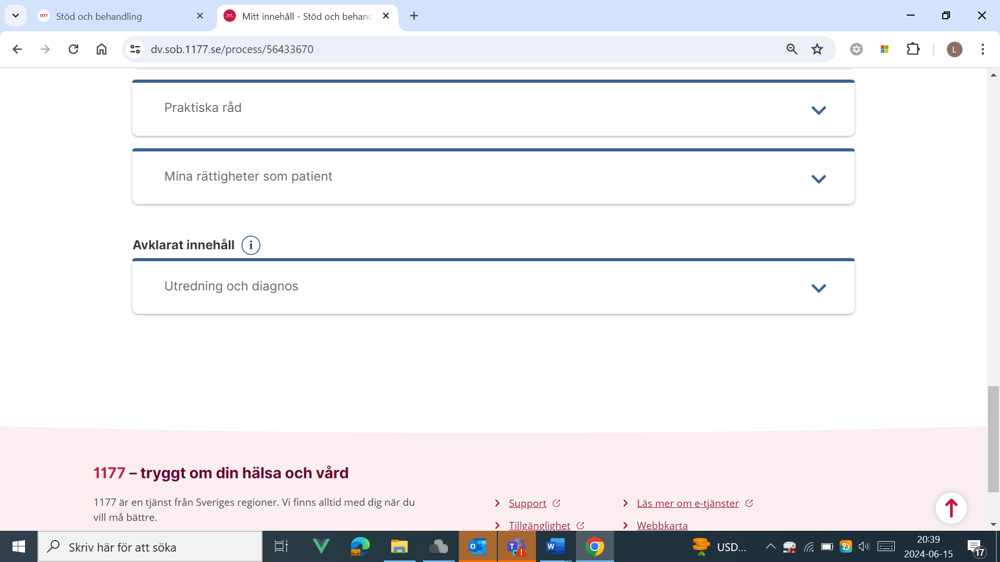 1177
Stöd och behandling
1177
Mitt innehåll - Stöd och behand
dv.sob.1177.se/process/56433670
L
Praktiska råd
Mina rättigheter som patient
Avklarat innehåll i
Utredning och diagnos
1177 – tryggt om din hälsa och vård
1177 är en tjänst från Sveriges regioner. Vi finns alltid med dig när du
vill må bättre.
Support
Läs mer om e-tjänster
Tillgänglighet
Webbkarta
Skriv här för att söka
USD...
20:39
2024-06-15
17